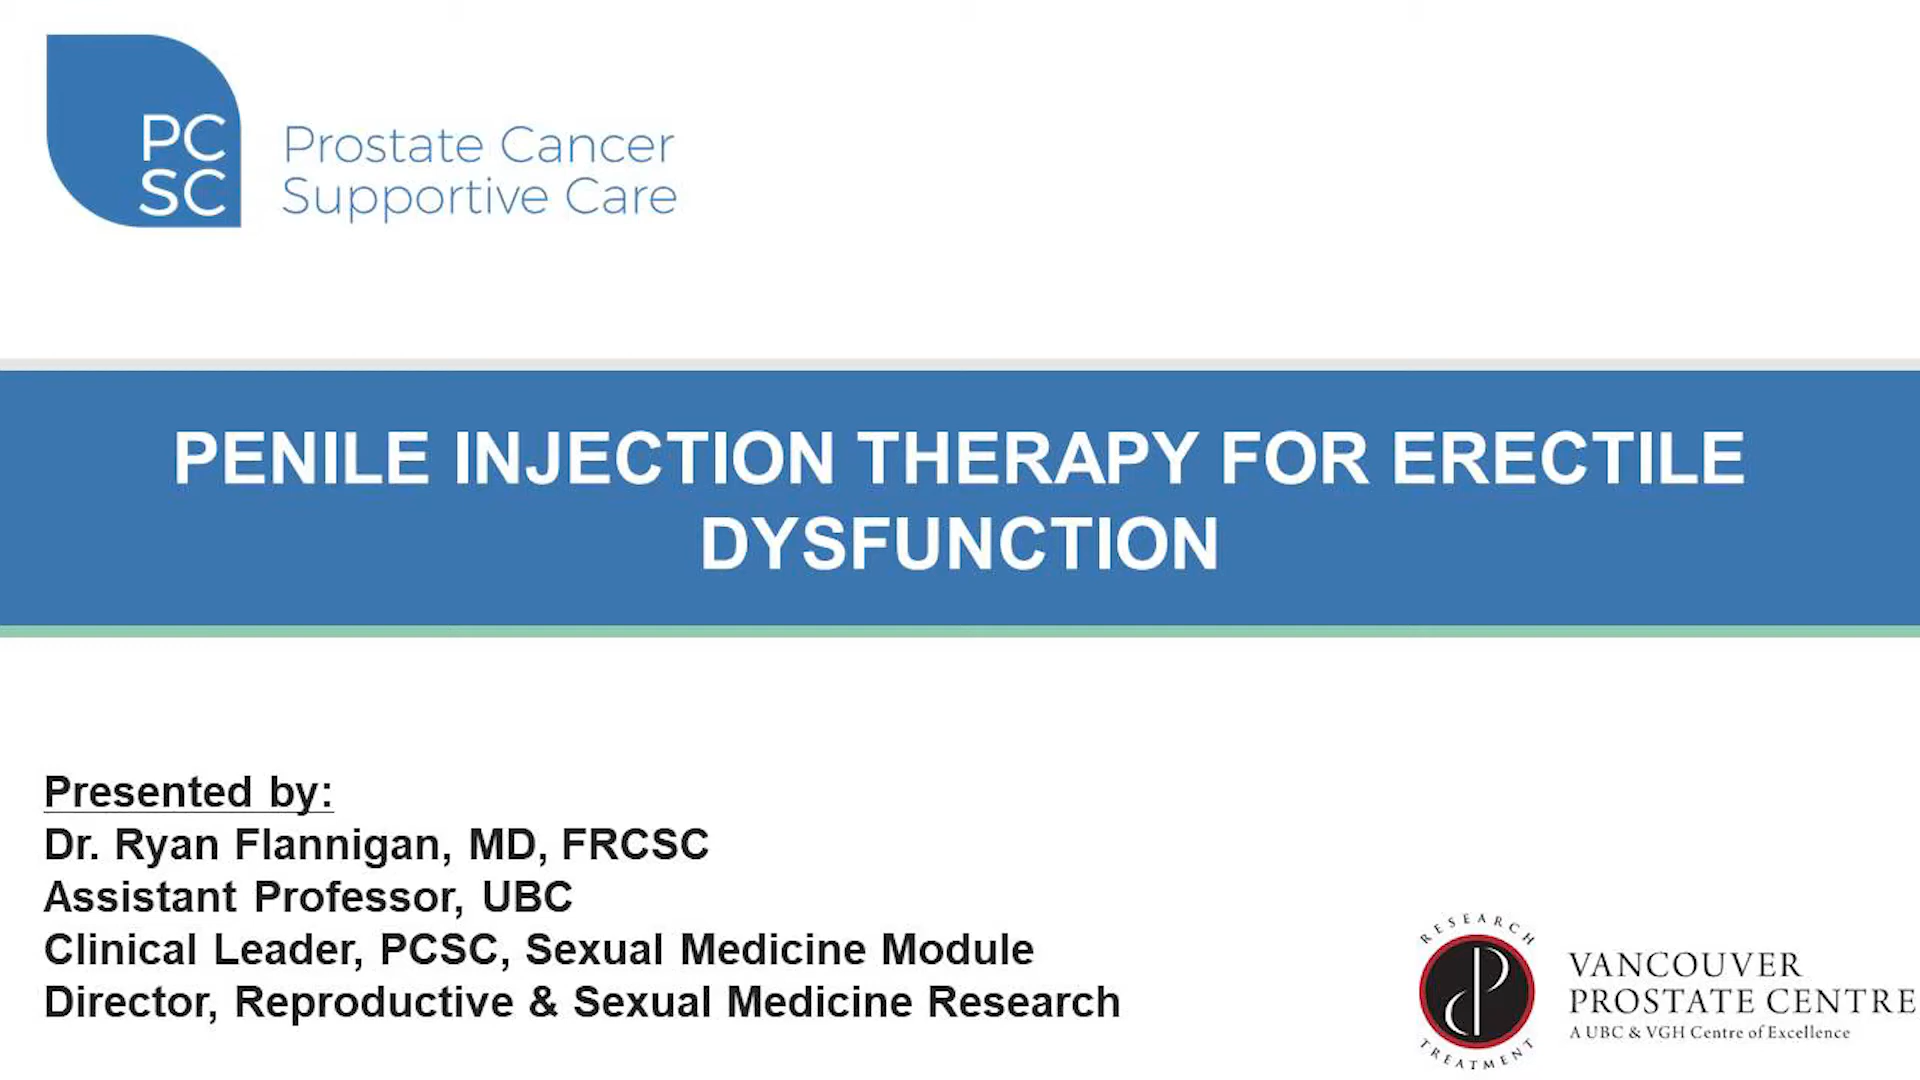 PC
SC
Prostate Cancer
Supportive Care
PENILE INJECTION THERAPY FOR ERECTILE
DYSFUNCTION
Presented by:
Dr. Ryan Flannigan, MD, FRCSC
Assistant Professor, UBC
Clinical Leader, PCSC, Sexual Medicine Module
Director, Reproductive & Sexual Medicine Research
RESEARCH
TREATMENT
VANCOUVER
PROSTATE CENTRE
A UBC & VGH Centre of Excellence